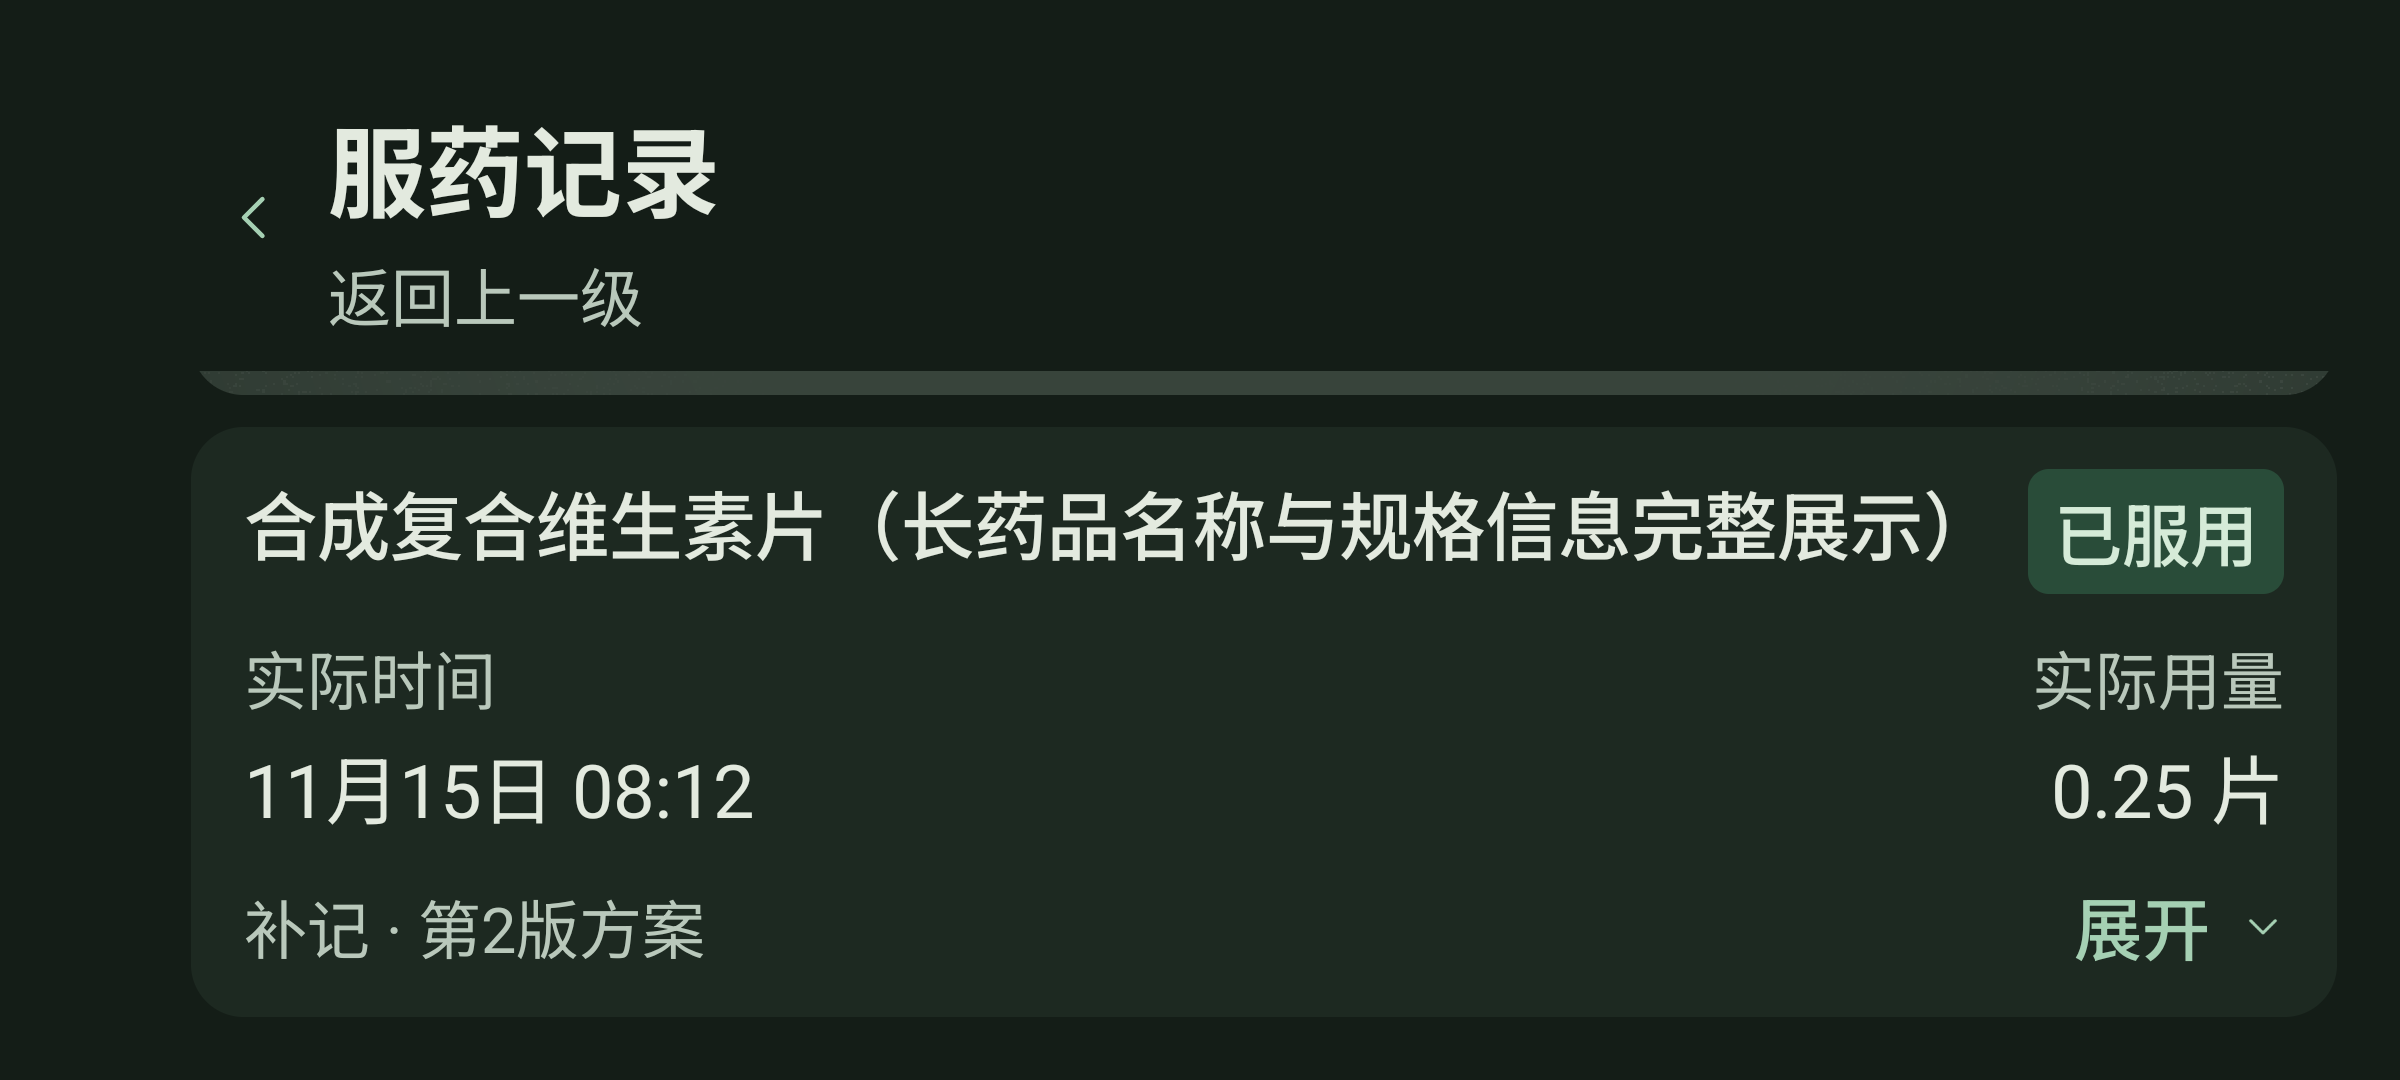 服药记录
返回上一级
合成复合维生素片（长药品名称与规格信息完整展示）
已服用
实际时间
实际用量
11月15日 08:12
0.25 片
补记 · 第2版方案
展开